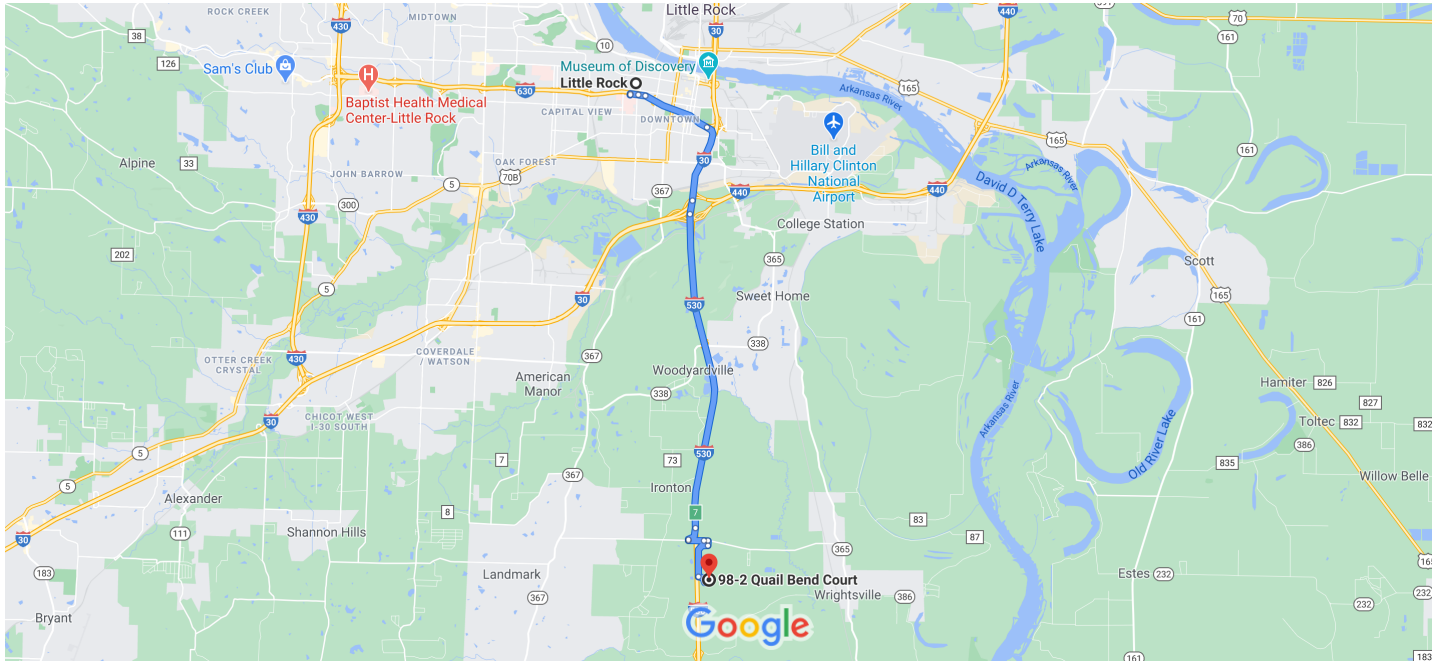 ROCK CREEK
MIDTOWN
Little Rock
430
30
440
70
161
38
10
126
Sam's Club
Museum of Discovery
Little Rock
630
Baptist Health Medical
Center-Little Rock
CAPITAL VIEW
DOWNTOWN
Arkansas River
165
165
161
Bill and
Hillary Clinton
National
Airport
Alpine
33
OAK FOREST
30
JOHN BARROW
5
70B
367
440
440
Arkansas River
David D Terry Lake
300
430
College Station
202
365
Scott
5
30
530
Sweet Home
165
161
338
430
OTTER CREEK
CRYSTAL
COVERDALE
/ WATSON
367
American
Manor
Woodyardville
338
Hamiter
826
827
30
CHICOT WEST
I-30 SOUTH
Arkansas River
Old River Lake
Toltec
832
832
386
5
530
7
73
835
Willow Belle
5
367
Ironton
Alexander
8
7
83
87
30
111
Shannon Hills
365
165
183
Landmark
98-2 Quail Bend Court
Estes
232
232
367
Wrightsville
386
232
Bryant
Google
161
183